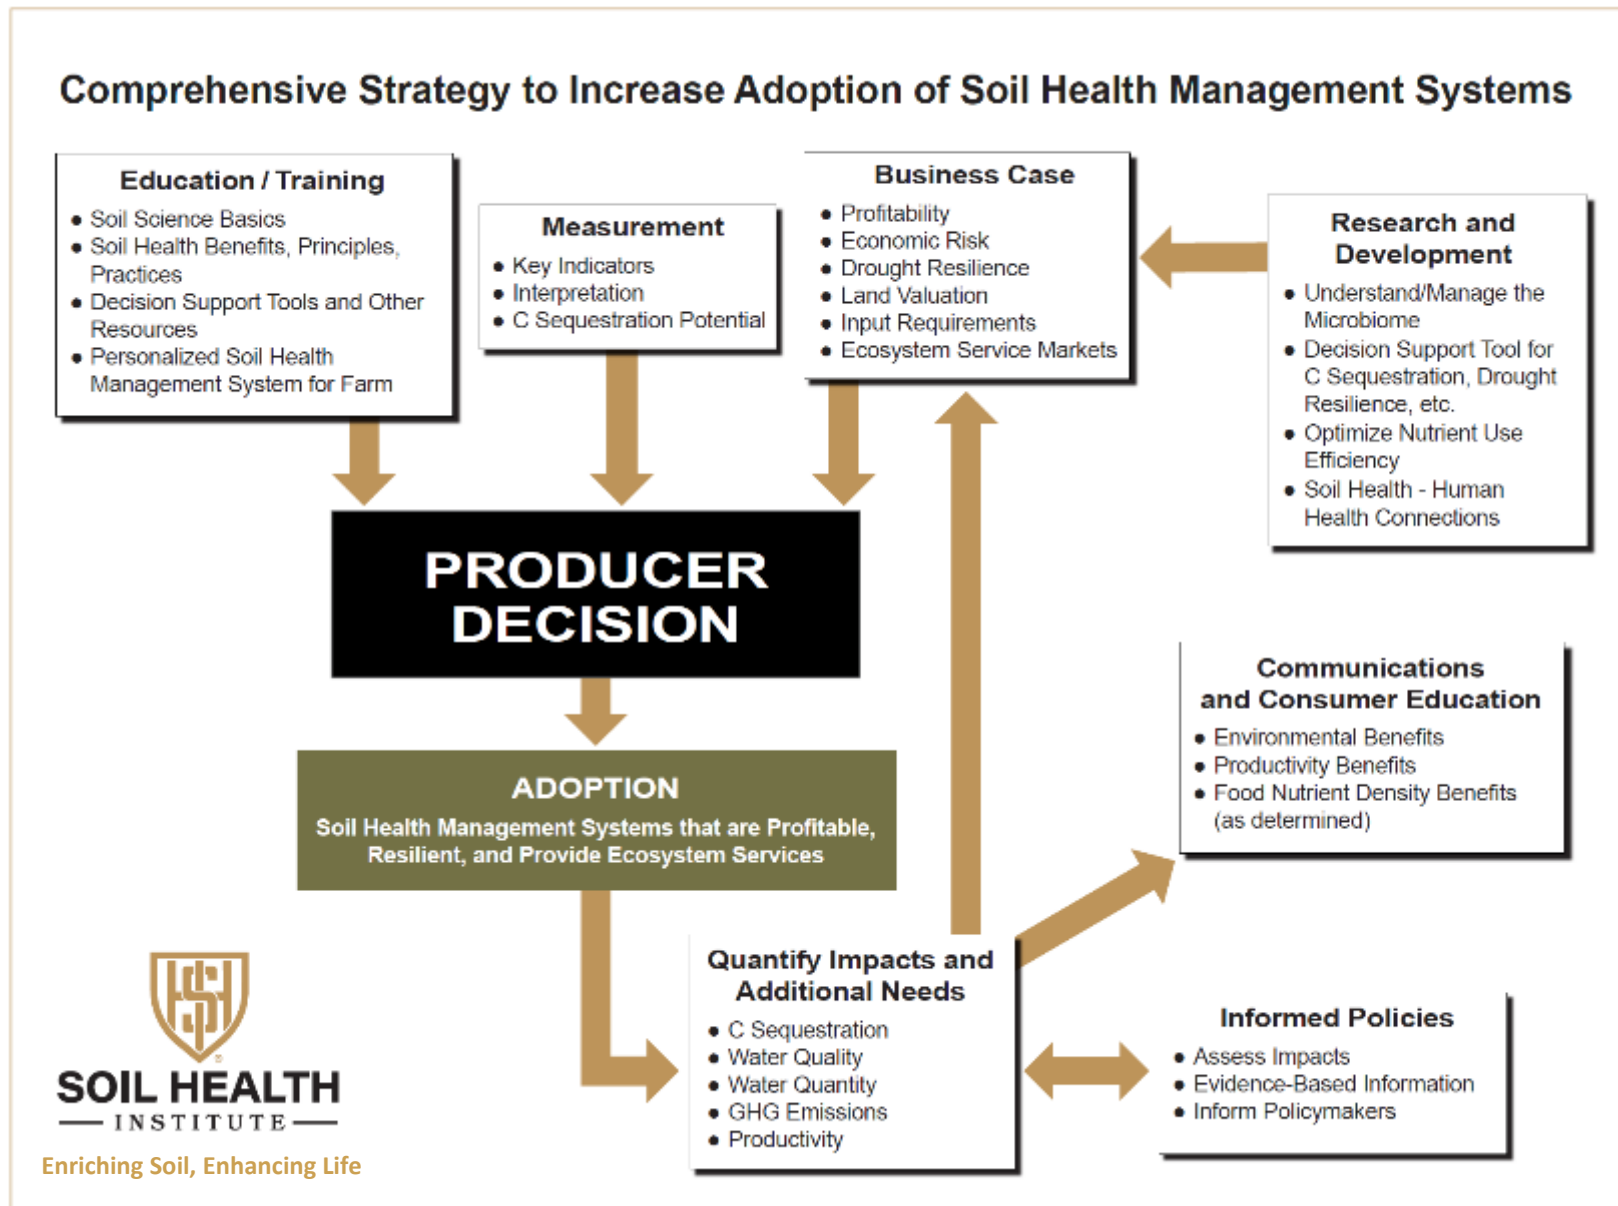 Comprehensive Strategy to Increase Adoption of Soil Health Management Systems
Education / Training
● Soil Science Basics
● Soil Health Benefits, Principles,
Practices
● Decision Support Tools and Other
Resources
● Personalized Soil Health
Management System for Farm
Measurement
● Key Indicators
● Interpretation
● C Sequestration Potential
Business Case
● Profitability
● Economic Risk
● Drought Resilience
● Land Valuation
● Input Requirements
● Ecosystem Service Markets
Research and
Development
● Understand/Manage the
Microbiome
● Decision Support Tool for
C Sequestration, Drought
Resilience, etc.
● Optimize Nutrient Use
Efficiency
● Soil Health - Human
Health Connections
PRODUCER
DECISION
ADOPTION
Soil Health Management Systems that are Profitable,
Resilient, and Provide Ecosystem Services
Communications
and Consumer Education
● Environmental Benefits
● Productivity Benefits
● Food Nutrient Density Benefits
(as determined)
Quantify Impacts and
Additional Needs
● C Sequestration
● Water Quality
● Water Quantity
● GHG Emissions
● Productivity
Informed Policies
● Assess Impacts
● Evidence-Based Information
● Inform Policymakers
SHI
®
SOIL HEALTH
INSTITUTE
Enriching Soil, Enhancing Life